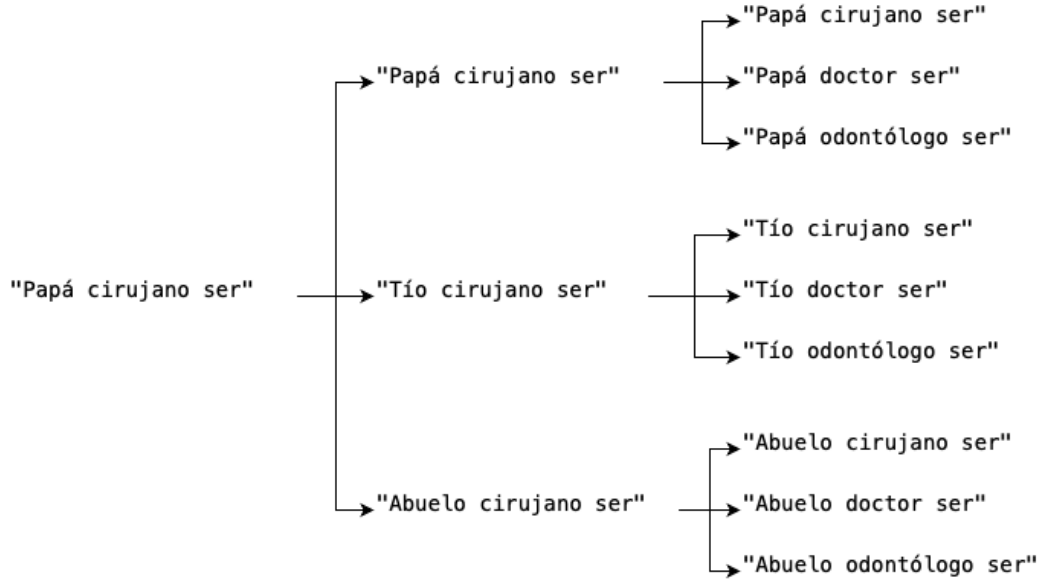 "Papá cirujano ser"
"Papá cirujano ser"
"Papá cirujano ser"
"Papá doctor ser"
"Papá odontólogo ser"
"Tío cirujano ser"
"Tío cirujano ser"
"Tío doctor ser"
"Tío odontólogo ser"
"Abuelo cirujano ser"
"Abuelo cirujano ser"
"Abuelo doctor ser"
"Abuelo odontólogo ser"